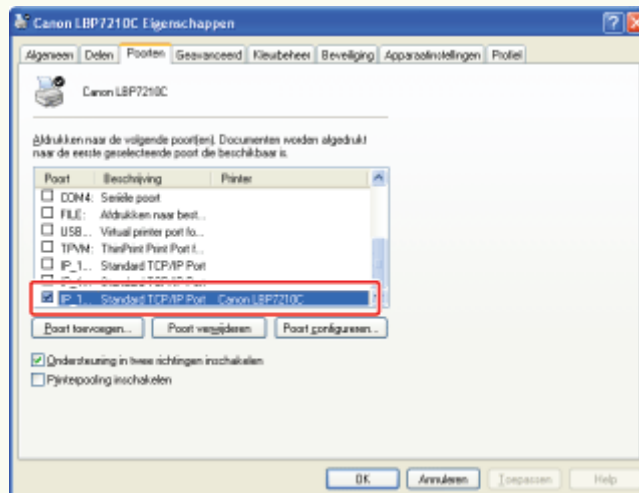 Canon LBP7210C Eigenschappen
Algemeen Delen Poorten Geavanceerd Kleurbeheer Beveiliging Apparaatinstellingen Profiel
Canon LBP7210C
Afdrukken naar de volgende poort(en). Documenten worden afgedrukt
naar de eerste geselecteerde poort die beschikbaar is.
Poort Beschrijving Printer
COM4: Seriële poort
FILE: Afdrukken naar best...
USB... Virtual printer port fo...
TPVM: ThinPrint Print Port f...
IP_1... Standard TCP/IP Port
IP_1... Standard TCP/IP Port Canon LBP7210C
Poort toevoegen... Poort verwijderen Poort configureren...
Ondersteuning in twee richtingen inschakelen
Printerpooling inschakelen
OK Annuleren Toepassen Help